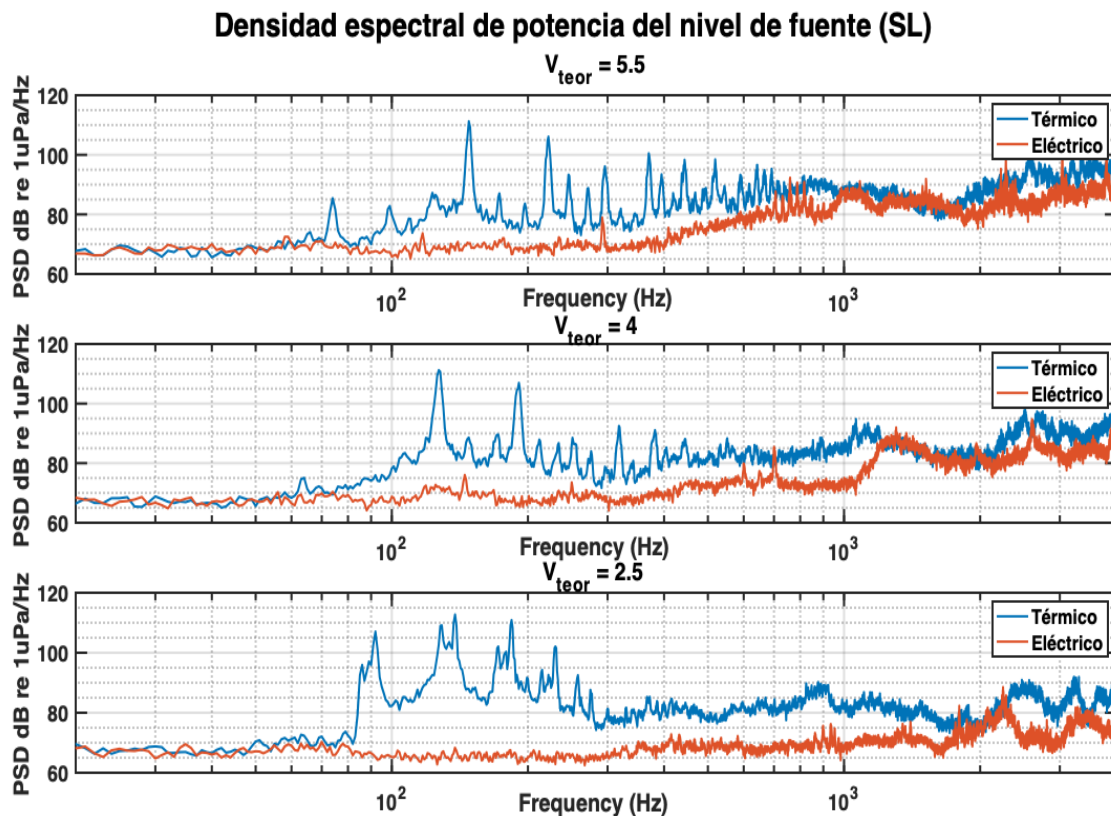 Densidad espectral de potencia del nivel de fuente (SL)
V_teor = 5.5
PSD dB re 1uPa/Hz
120
100
80
60
Térmico
Eléctrico
10^2
10^3
Frequency (Hz)
V_teor = 4
PSD dB re 1uPa/Hz
120
100
80
60
Térmico
Eléctrico
10^2
10^3
Frequency (Hz)
V_teor = 2.5
PSD dB re 1uPa/Hz
120
100
80
60
Térmico
Eléctrico
10^2
10^3
Frequency (Hz)